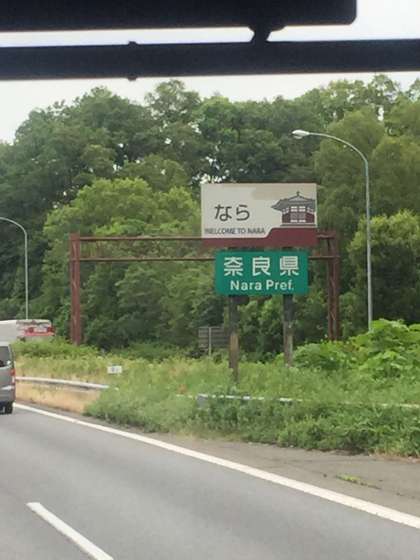 なら
WELCOME TO NARA
奈良県
Nara Pref.